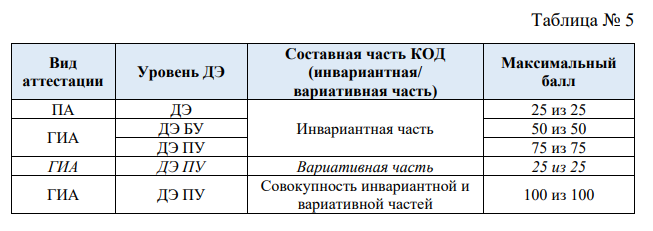 Таблица № 5
Вид аттестации | Уровень ДЭ | Составная часть КОД (инвариантная/ вариативная часть) | Максимальный балл
ПА | ДЭ | Инвариантная часть | 25 из 25
ГИА | ДЭ БУ | 50 из 50
ДЭ ПУ | 75 из 75
ГИА | ДЭ ПУ | Вариативная часть | 25 из 25
ГИА | ДЭ ПУ | Совокупность инвариантной и вариативной частей | 100 из 100